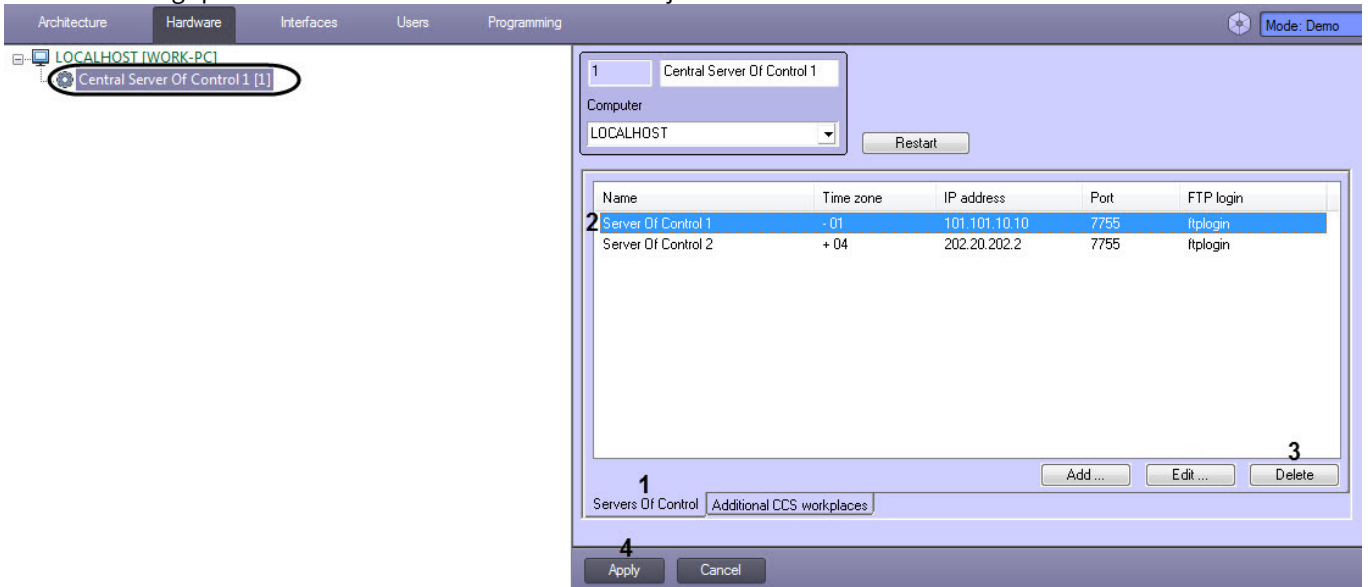 Architecture Hardware Interfaces Users Programming Mode: Demo
LOCALHOST [WORK-PC]
Central Server Of Control 1 [1]
1 Central Server Of Control 1
Computer
LOCALHOST
Restart
Name Time zone IP address Port FTP login
2 Server Of Control 1 - 01 101.101.10.10 7755 ftplogin
Server Of Control 2 + 04 202.20.202.2 7755 ftplogin
3
Add ... Edit ... Delete
1
Servers Of Control Additional CCS workplaces
4
Apply Cancel